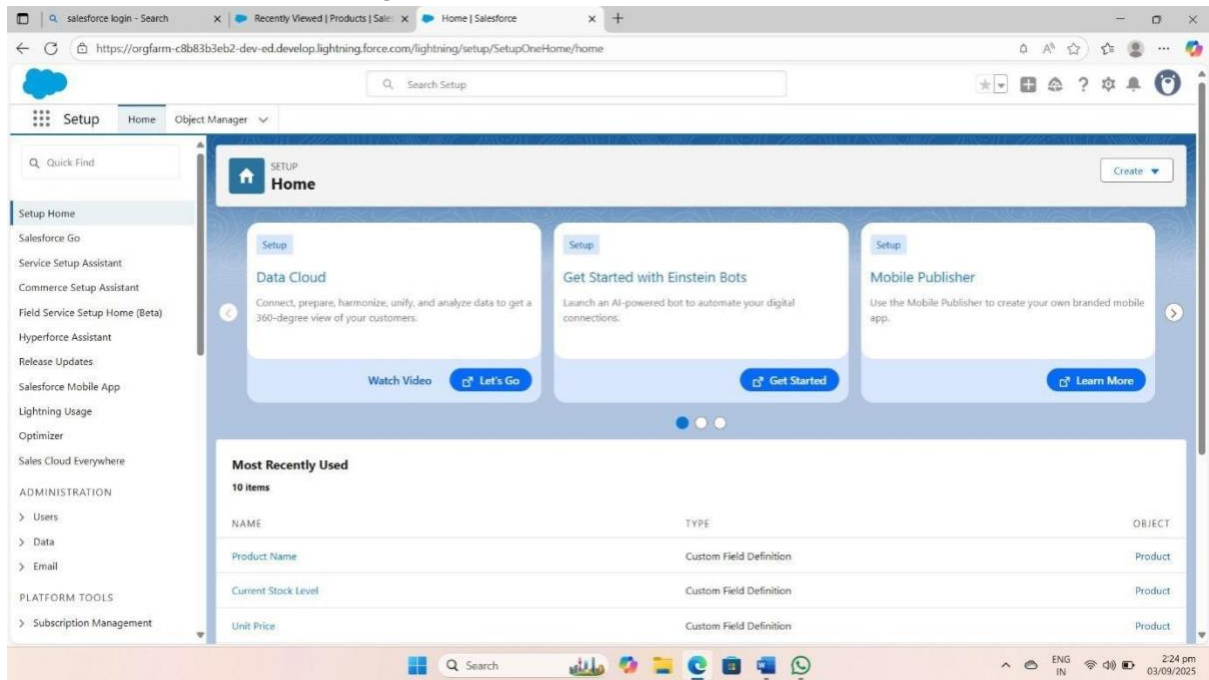 salesforce login - Search
Recently Viewed | Products | Sale
Home | Salesforce
https://orgfarm-c8b83b3eb2-dev-ed.develop.lightning.force.com/lightning/setup/SetupOneHome/home
Search Setup
Setup Home Object Manager
Quick Find
SETUP
Home
Create
Setup Home
Salesforce Go
Service Setup Assistant
Commerce Setup Assistant
Field Service Setup Home (Beta)
Hyperforce Assistant
Release Updates
Salesforce Mobile App
Lightning Usage
Optimizer
Sales Cloud Everywhere
ADMINISTRATION
Users
Data
Email
PLATFORM TOOLS
Subscription Management
Setup
Data Cloud
Connect, prepare, harmonize, unify, and analyze data to get a
360-degree view of your customers.
Watch Video Let's Go
Setup
Get Started with Einstein Bots
Launch an AI-powered bot to automate your digital
connections.
Get Started
Setup
Mobile Publisher
Use the Mobile Publisher to create your own branded mobile
app.
Learn More
Most Recently Used
10 items
NAME TYPE OBJECT
Product Name Custom Field Definition Product
Current Stock Level Custom Field Definition Product
Unit Price Custom Field Definition Product
Search
ENG
IN
2:24 pm
03/09/2025